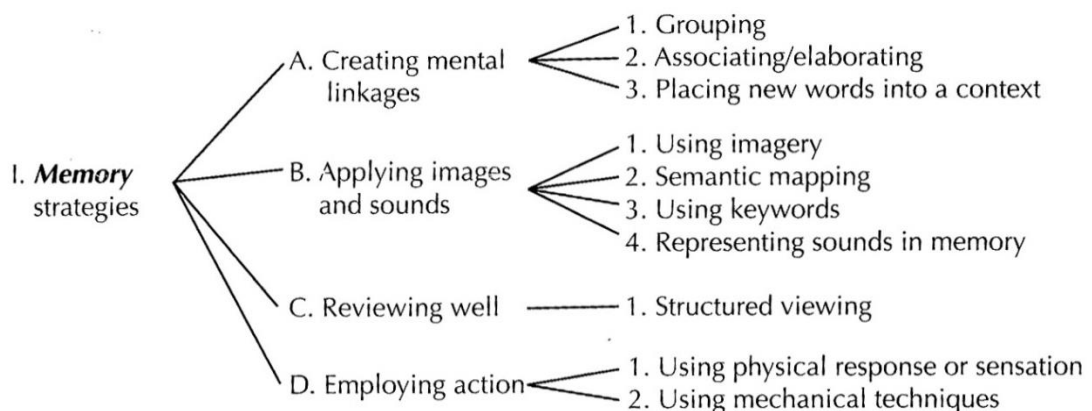 I. Memory
strategies
A. Creating mental
linkages
1. Grouping
2. Associating/elaborating
3. Placing new words into a context
B. Applying images
and sounds
1. Using imagery
2. Semantic mapping
3. Using keywords
4. Representing sounds in memory
C. Reviewing well
1. Structured viewing
D. Employing action
1. Using physical response or sensation
2. Using mechanical techniques